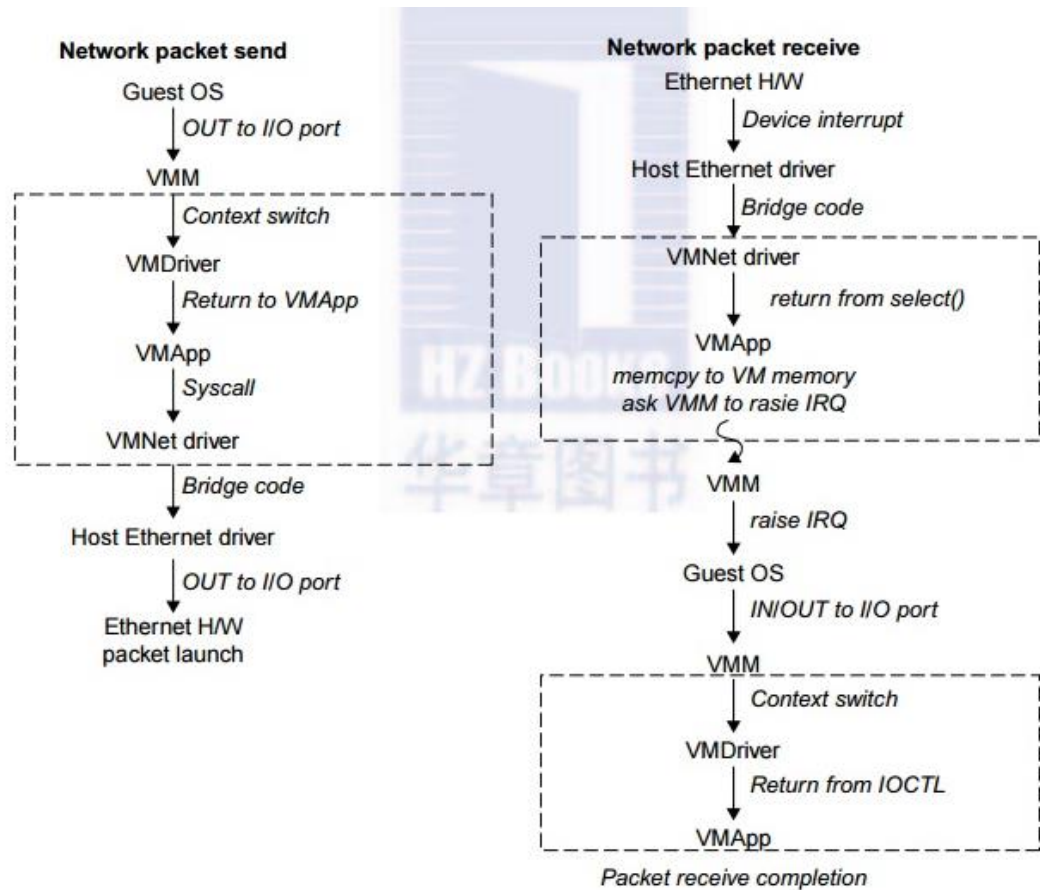 Network packet send
Guest OS
OUT to I/O port
VMM
Context switch
VMDriver
Return to VMApp
VMApp
Syscall
VMNet driver
Bridge code
Host Ethernet driver
OUT to I/O port
Ethernet H/W
packet launch
Network packet receive
Ethernet H/W
Device interrupt
Host Ethernet driver
Bridge code
VMNet driver
return from select()
VMApp
memcpy to VM memory
ask VMM to rasie IRQ
VMM
raise IRQ
Guest OS
IN/OUT to I/O port
VMM
Context switch
VMDriver
Return from IOCTL
VMApp
Packet receive completion
HZ Books
华章图书